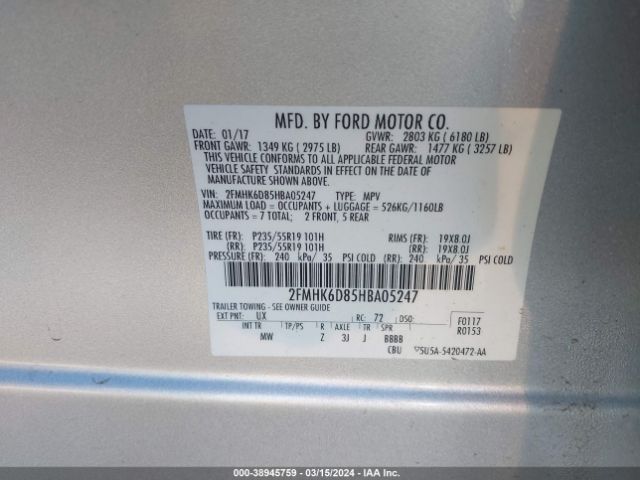 MFD. BY FORD MOTOR CO.
DATE: 01/17 GVWR: 2803 KG ( 6180 LB)
FRONT GAWR: 1349 KG ( 2975 LB) REAR GAWR: 1477 KG ( 3257 LB)
THIS VEHICLE CONFORMS TO ALL APPLICABLE FEDERAL MOTOR
VEHICLE SAFETY STANDARDS IN EFFECT ON THE DATE OF
MANUFACTURE SHOWN ABOVE.
VIN: 2FMHK6D85HBA05247 TYPE: MPV
MAXIMUM LOAD = OCCUPANTS + LUGGAGE = 526KG/1160LB
OCCUPANTS = 7 TOTAL; 2 FRONT, 5 REAR
TIRE (FR): P235/55R19 101H RIMS (FR): 19X8.0J
(RR): P235/55R19 101H (RR): 19X8.0J
PRESSURE (FR): 240 kPa/ 35 PSI COLD (RR): 240 kPa/ 35 PSI COLD
2FMHK6D85HBA05247
TRAILER TOWING - SEE OWNER GUIDE
EXT PNT: UX RC: 72 DSO: F0117
INT TR TP/PS R AXLE TR SPR R0153
MW Z 3J J BBBB
CBU 5U5A-5420472-AA
000-38945759 - 03/15/2024 - IAA Inc.